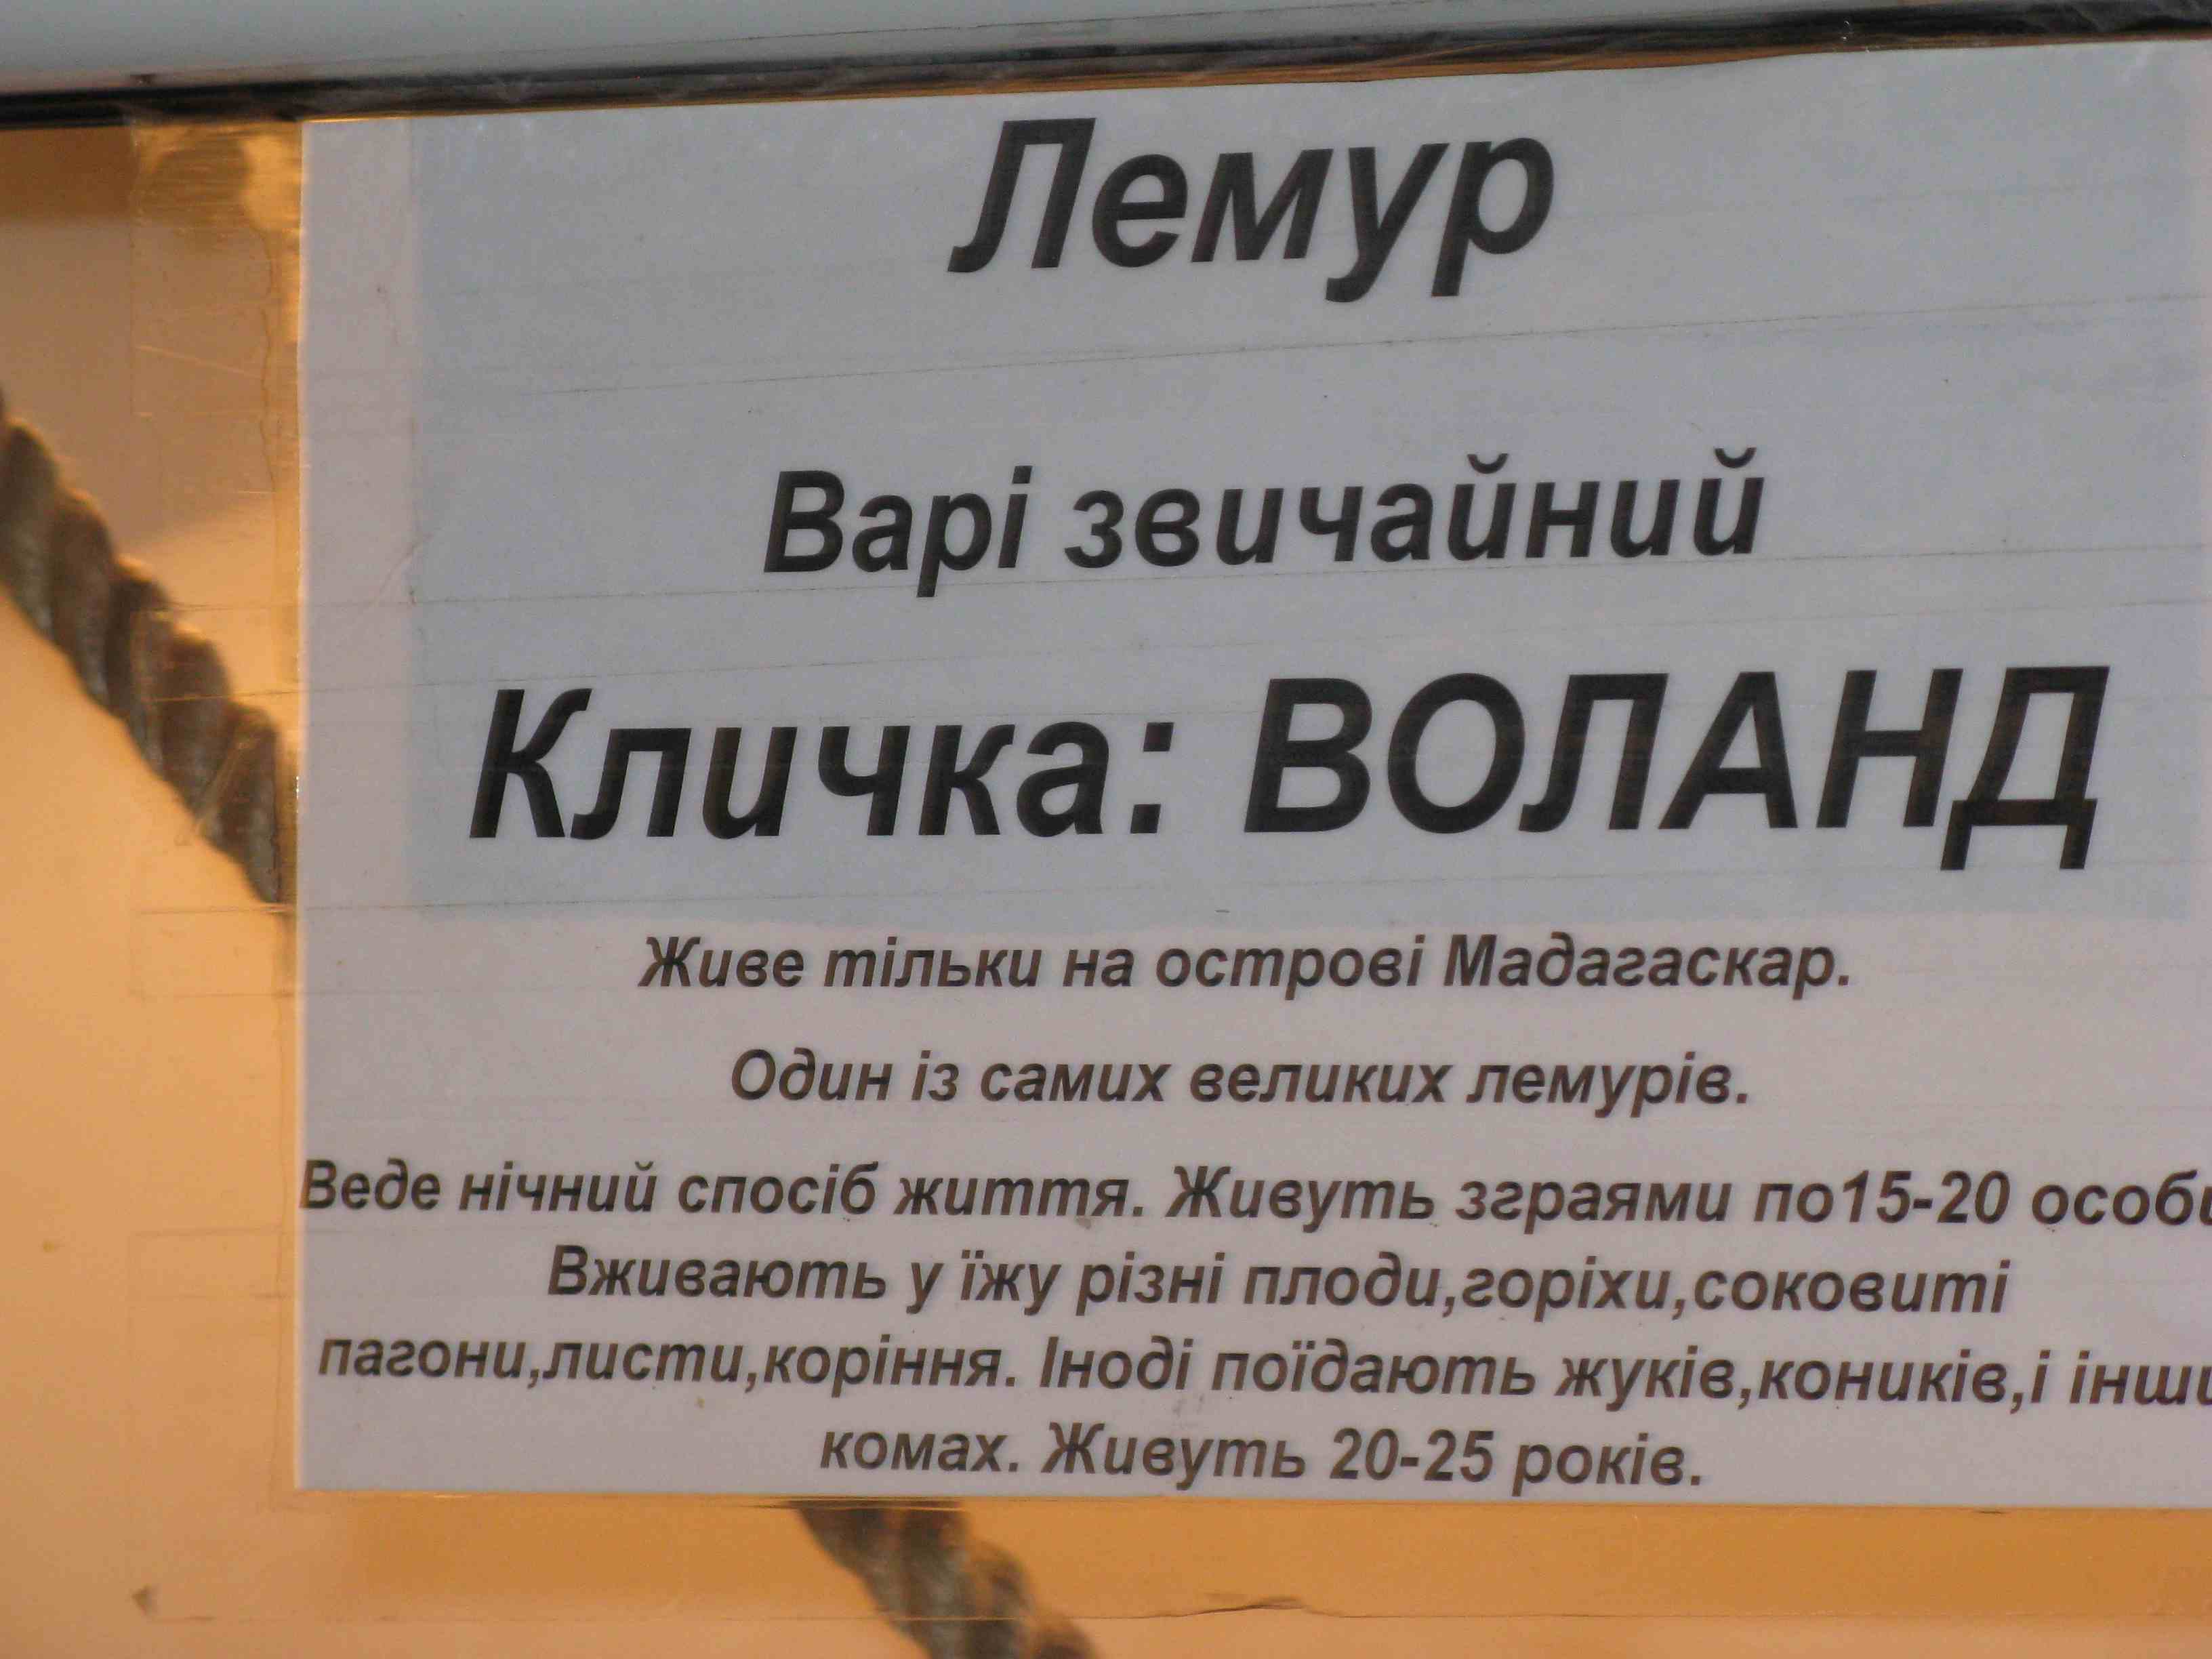 Лемур
Варі звичайний
Кличка: ВОЛАНД
Живе тільки на острові Мадагаскар.
Один із самих великих лемурів.
Веде нічний спосіб життя. Живуть зграями по15-20
Вживають у їжу різні плоди,горіхи,соковиті
пагони,листи,коріння. Іноді поїдають жуків,коників,і
комах. Живуть 20-25 років.